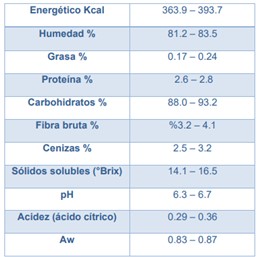 Energético Kcal 363.9 – 393.7
Humedad % 81.2 – 83.5
Grasa % 0.17 – 0.24
Proteína % 2.6 – 2.8
Carbohidratos % 88.0 – 93.2
Fibra bruta % %3.2 – 4.1
Cenizas % 2.5 – 3.2
Sólidos solubles (°Brix) 14.1 – 16.5
pH 6.3 – 6.7
Acidez (ácido cítrico) 0.29 – 0.36
Aw 0.83 – 0.87